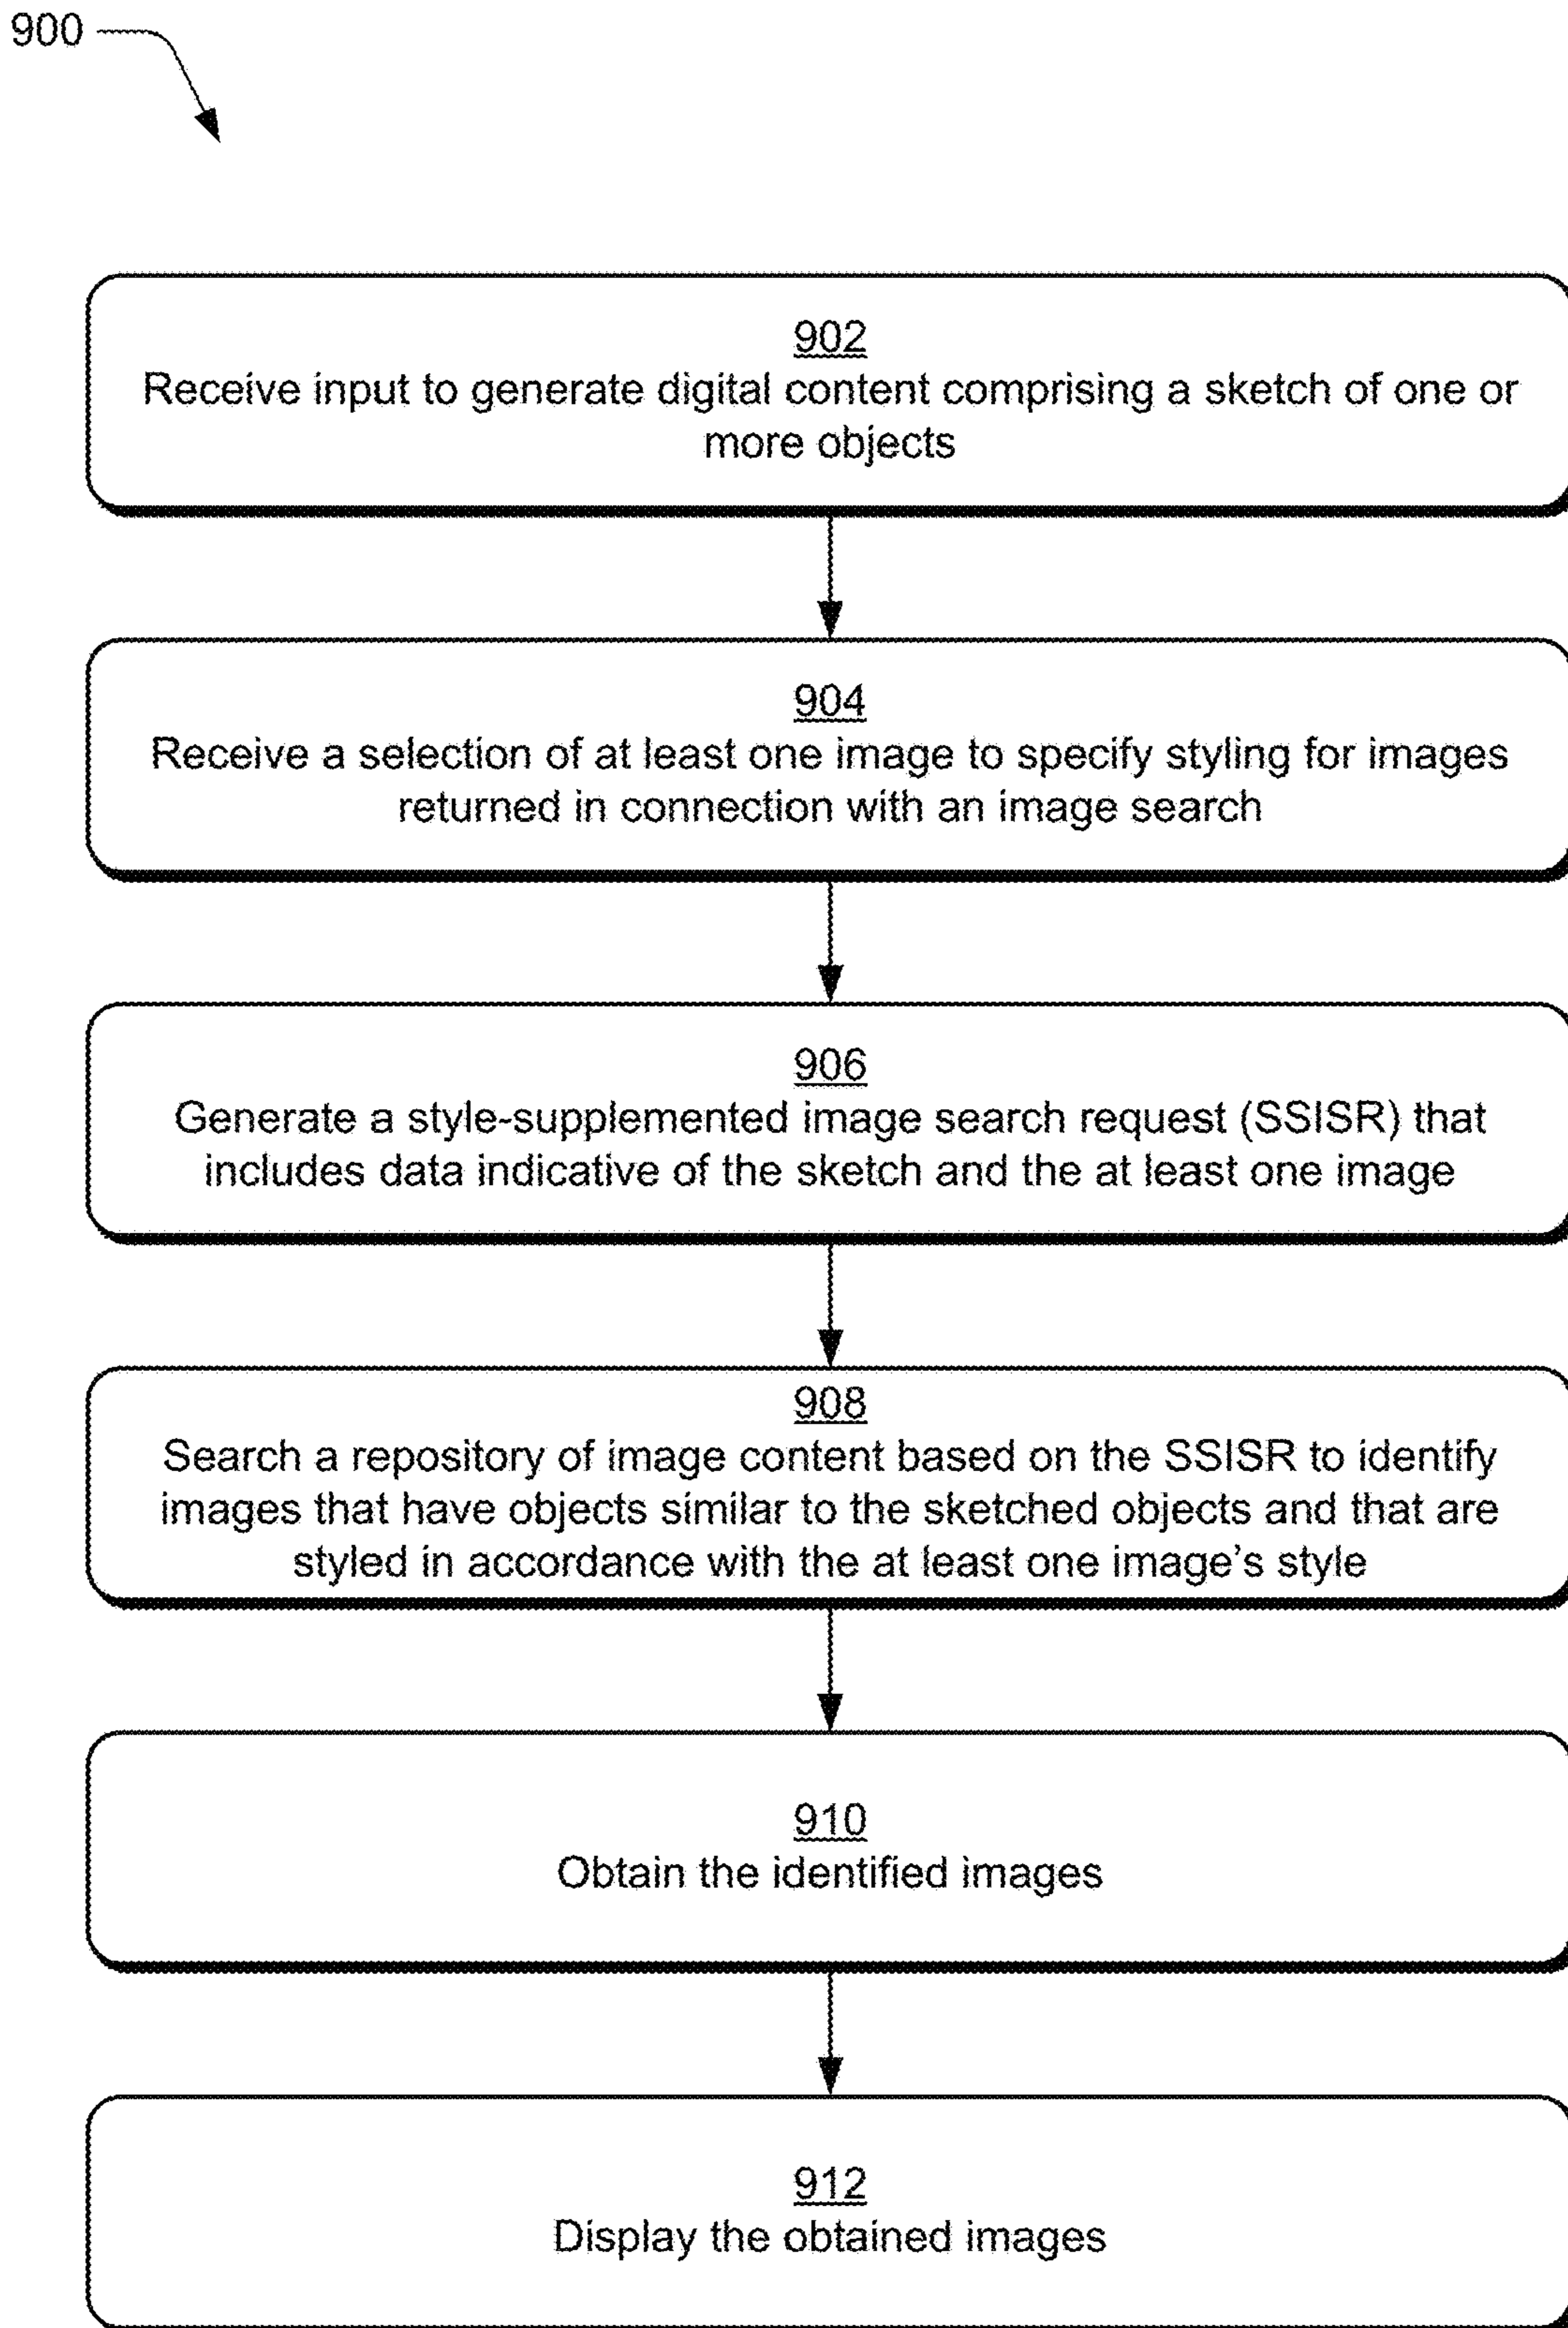 900
902
Receive input to generate digital content comprising a sketch of one or
more objects
904
Receive a selection of at least one image to specify styling for images
returned in connection with an image search
906
Generate a style-supplemented image search request (SSISR) that
includes data indicative of the sketch and the at least one image
908
Search a repository of image content based on the SSISR to identify
images that have objects similar to the sketched objects and that are
styled in accordance with the at least one image's style
910
Obtain the identified images
912
Display the obtained images